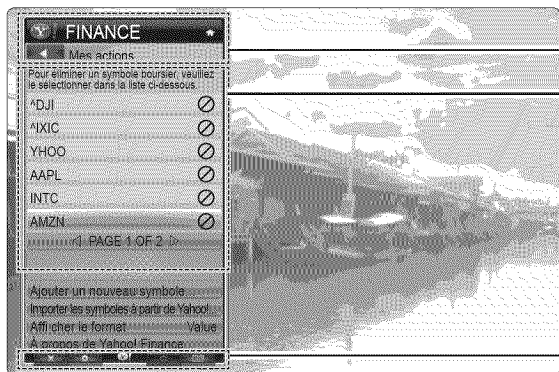 FINANCE
Mes actions
Pour éliminer un symbole boursier, veuillez
le sélectionner dans la liste ci-dessous.
^DJI
^IXIC
YHOO
AAPL
INTC
AMZN
PAGE 1 OF 2
Ajouter un nouveau symbole
Importer les symboles à partir de Yahoo!
Affi cher le format Value
À propos de Yahoo! Finance